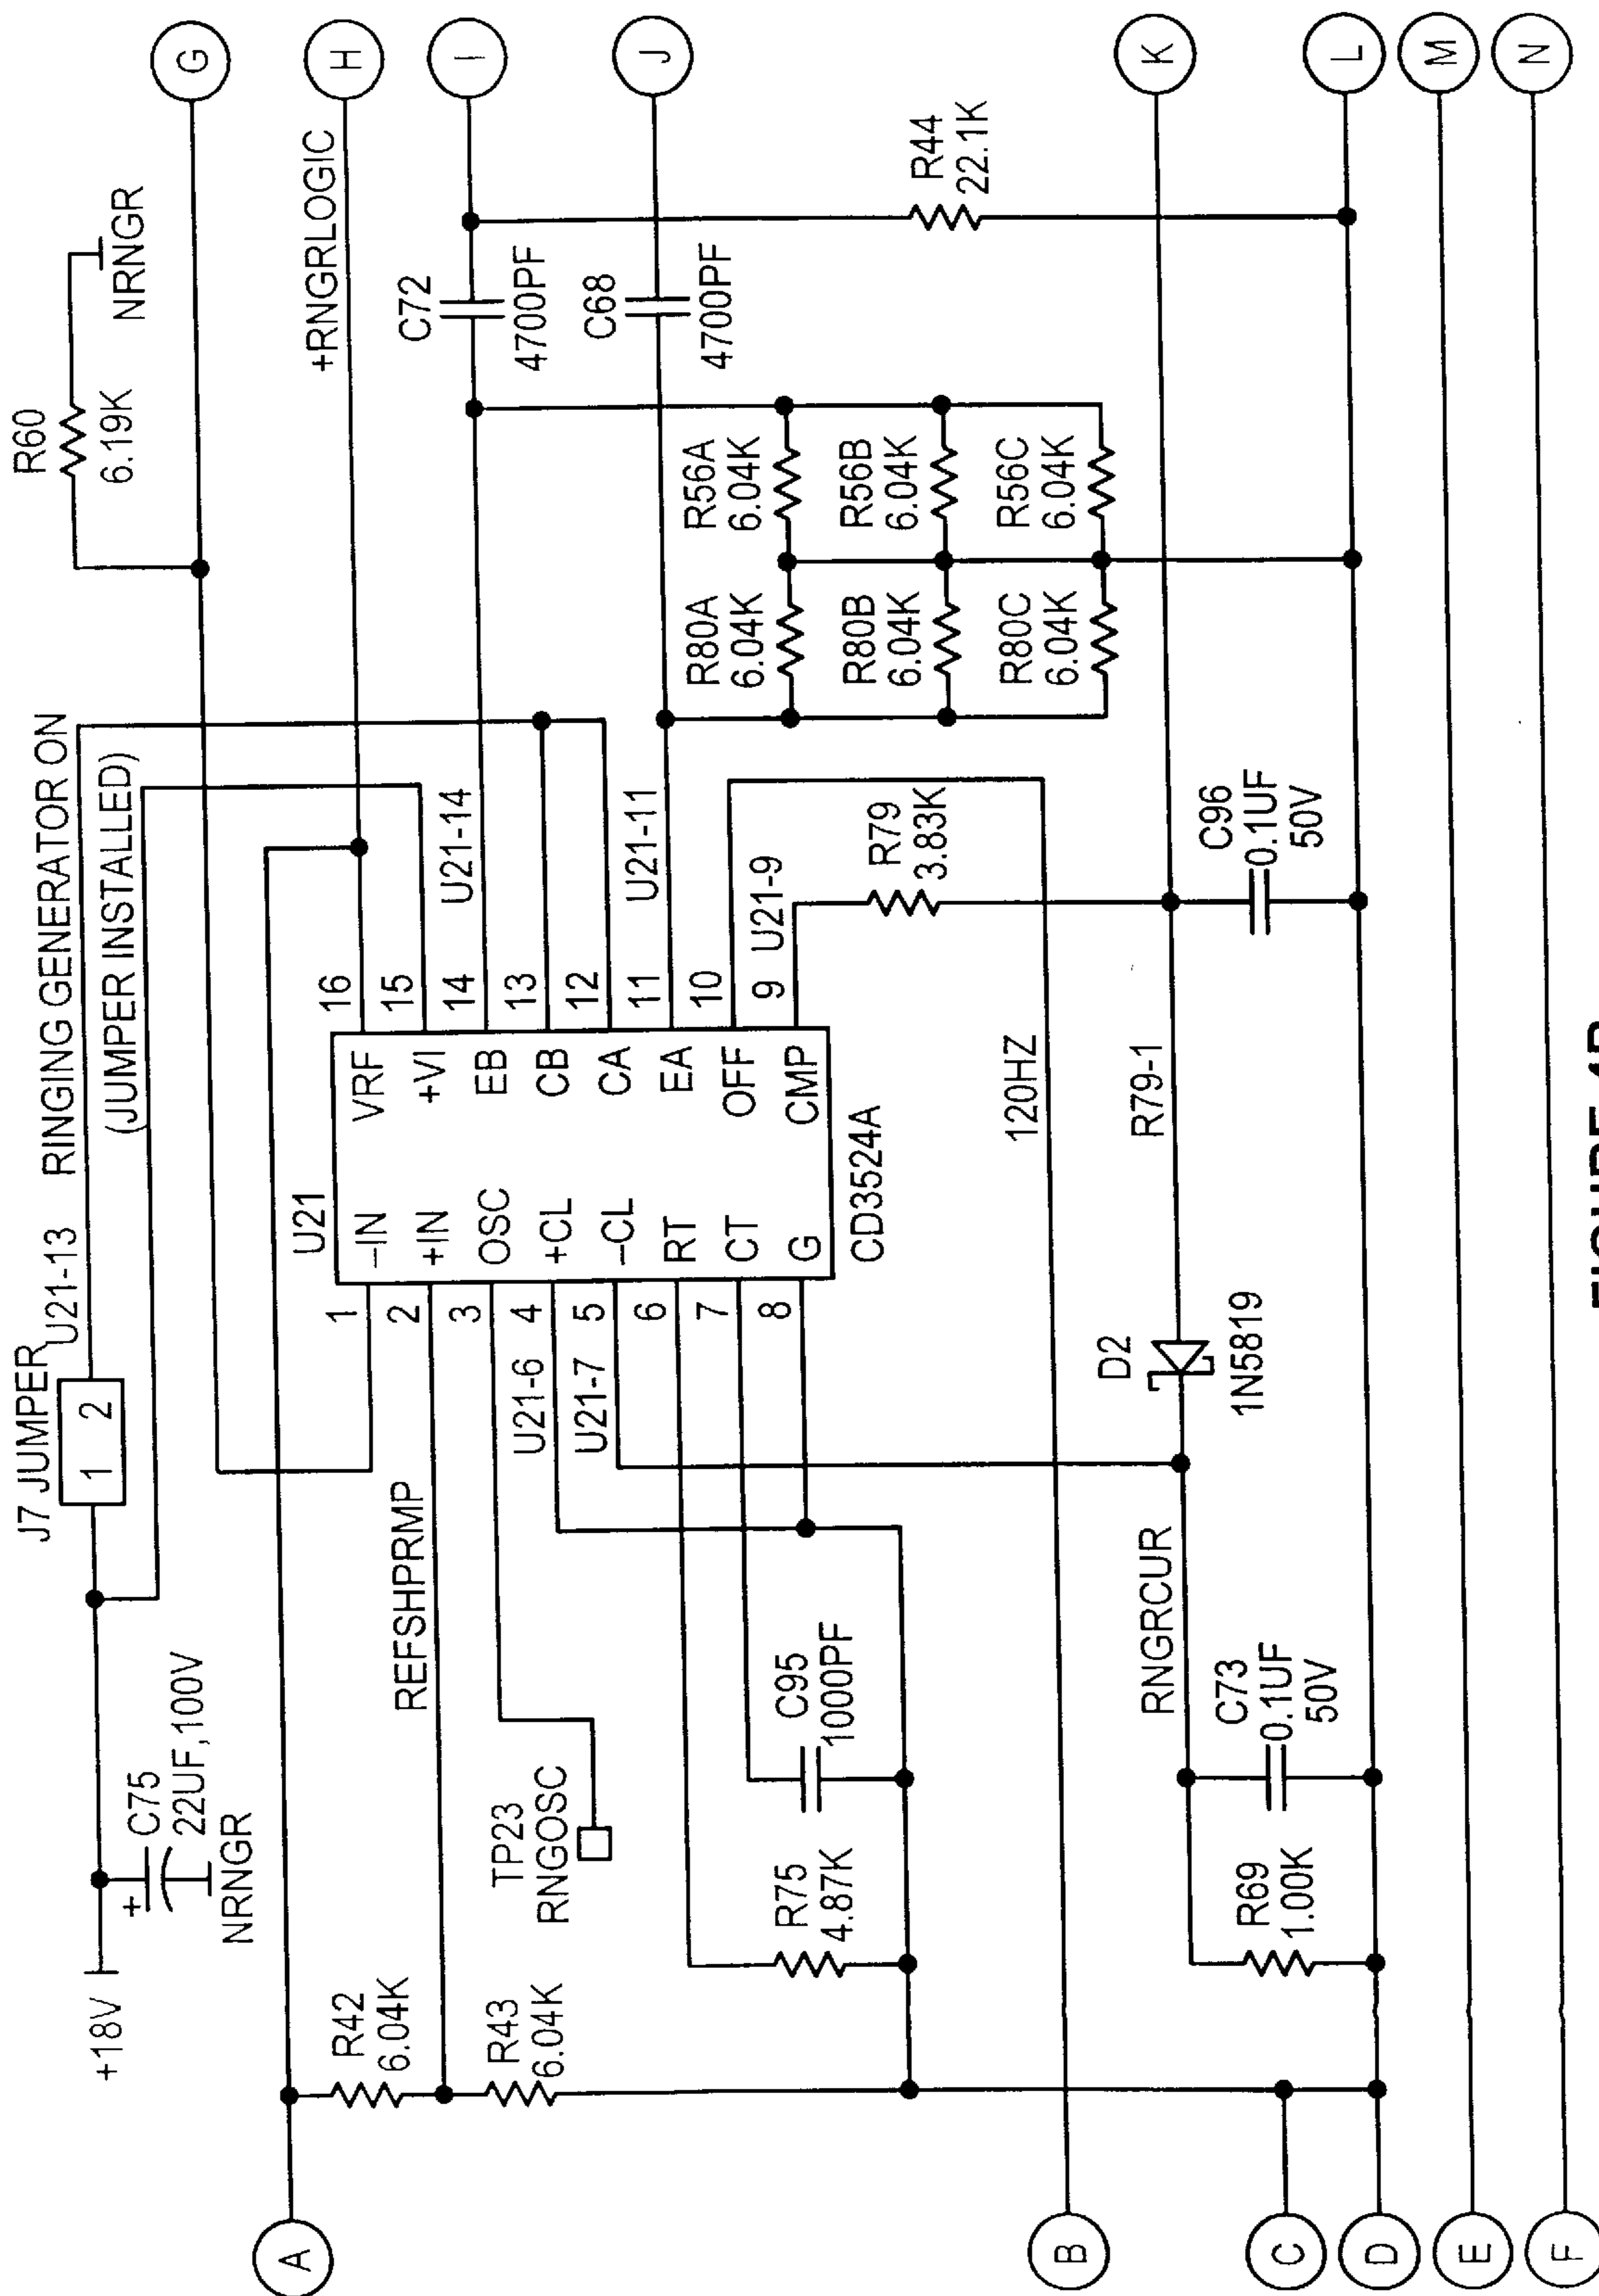 J7 JUMPER
1 2
U21-13
RINGING GENERATOR ON
(JUMPER INSTALLED)
+18V
+
C75
22UF,100V
NRNGR
R60
6.19K
NRNGR
G
A
H
+RNGRLOGIC
I
J
R42
6.04K
R43
6.04K
REFSHPRMP
TP23
RNGOSC
U21
1
2
3
4
5
6
7
8
–IN
+IN
OSC
+CL
–CL
RT
CT
G
VRF
+VI
EB
CB
CA
EA
OFF
CMP
16
15
14
13
12
11
10
9
CD3524A
U21-6
U21-7
U21-14
U21-11
U21-9
C72
4700PF
C68
4700PF
R44
22.1K
R80A
6.04K
R56A
6.04K
R80B
6.04K
R56B
6.04K
R80C
6.04K
R56C
6.04K
R75
4.87K
C95
1000PF
R79
3.83K
120HZ
B
K
RNGRCUR
D2
1N5819
R79-1
R69
1.00K
C73
0.1UF
50V
C96
0.1UF
50V
C
D
L
E
M
F
N